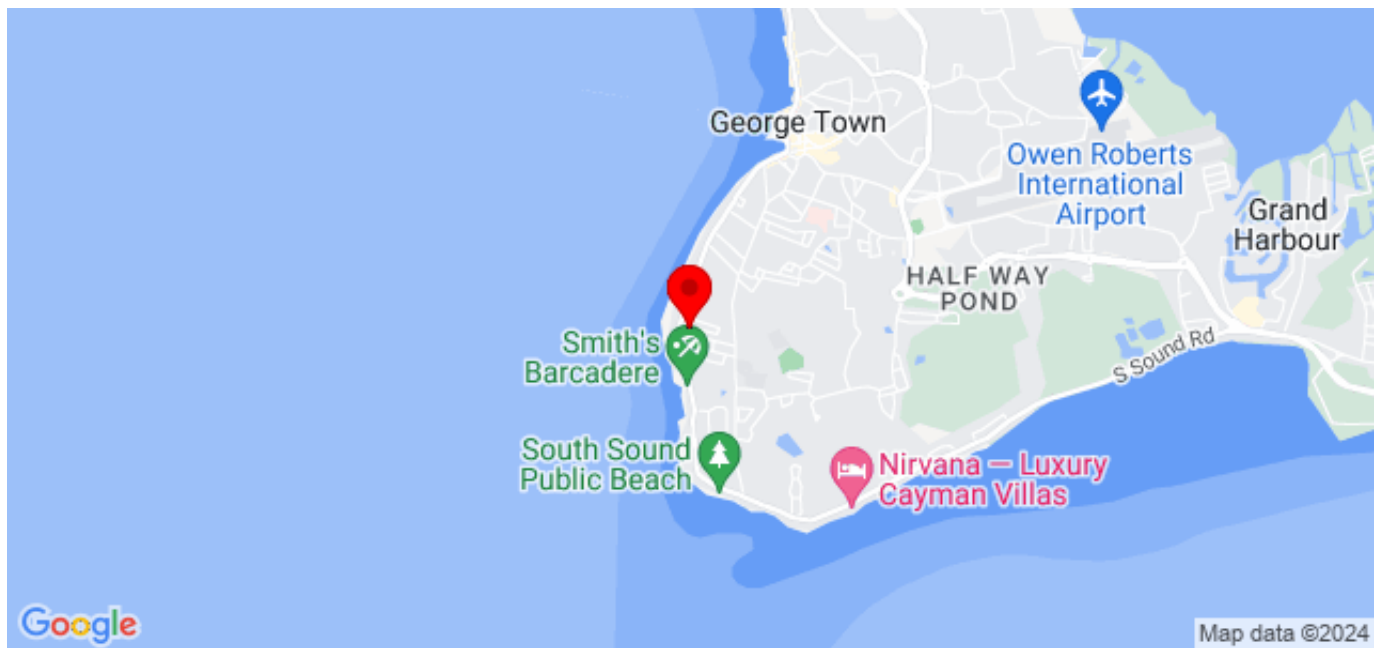 George Town
Owen Roberts
International
Airport
Grand
Harbour
HALF WAY
POND
Smith's
Barcadere
S Sound Rd
South Sound
Public Beach
Nirvana — Luxury
Cayman Villas
Google
Map data ©2024